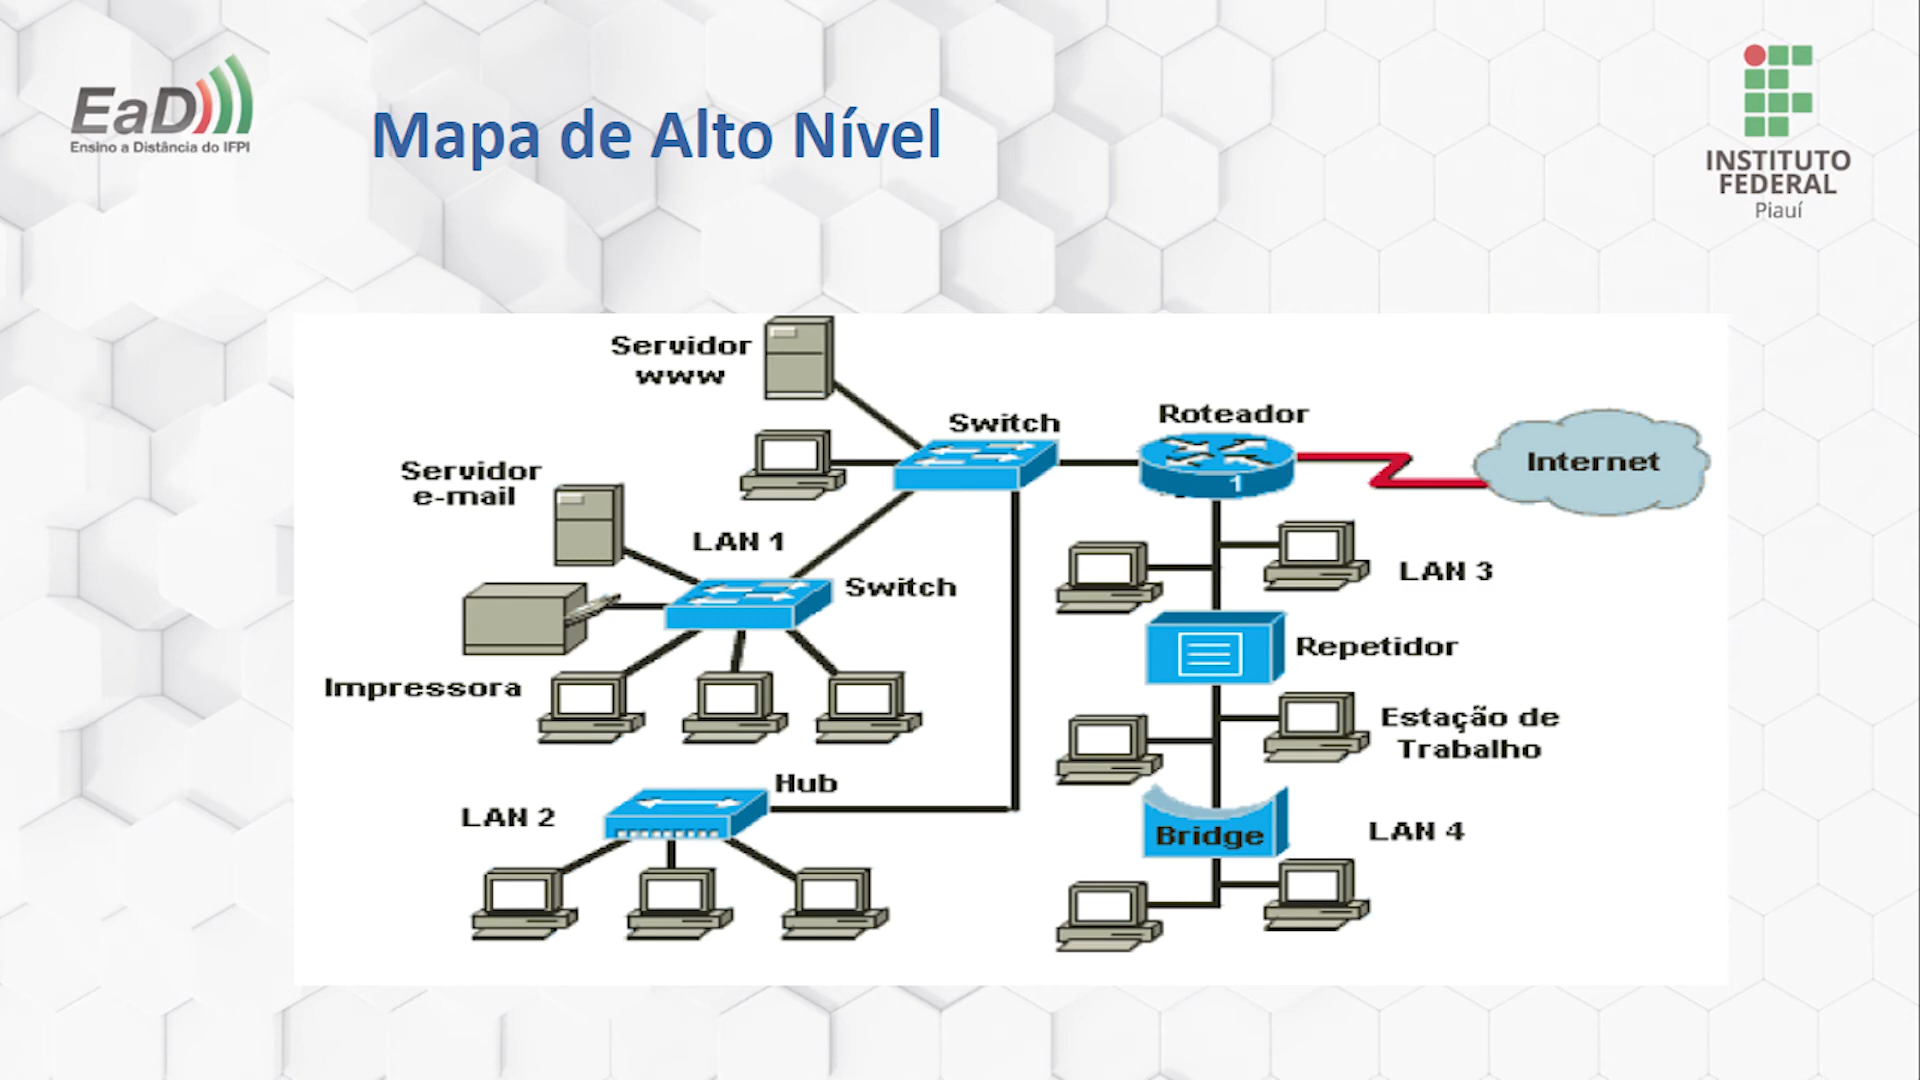 EaD
Ensino a Distância do IFPI
Mapa de Alto Nível
INSTITUTO
FEDERAL
Piauí
Servidor
www
Switch
Roteador
1
Internet
Servidor
e-mail
LAN 1
Switch
LAN 3
Impressora
Repetidor
Estação de
Trabalho
Hub
LAN 2
Bridge
LAN 4